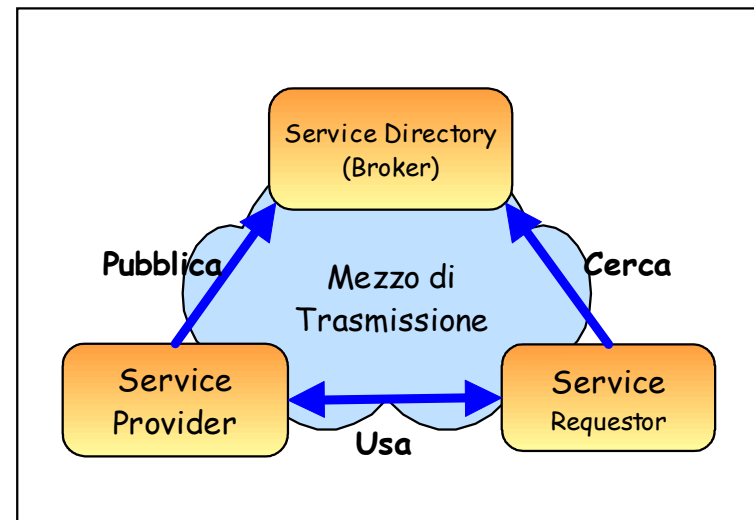 Service Directory
(Broker)
Pubblica
Cerca
Mezzo di
Trasmissione
Service
Provider
Service
Requestor
Usa